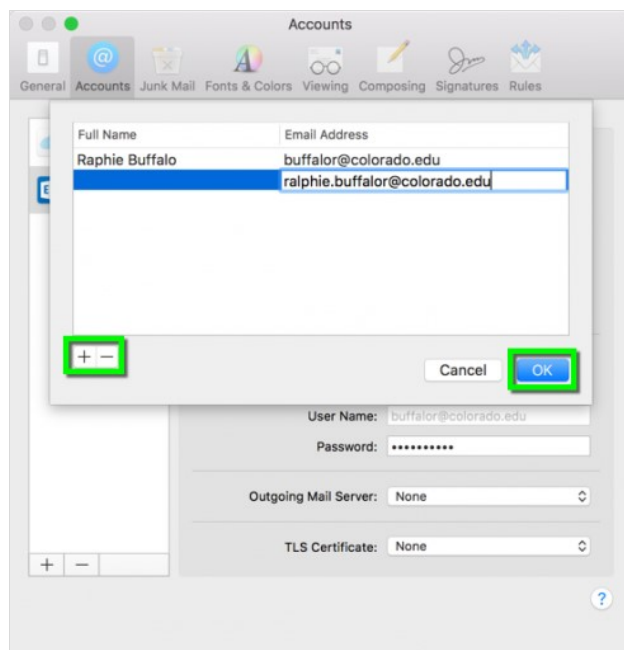 Accounts
General Accounts Junk Mail Fonts & Colors Viewing Composing Signatures Rules
Full Name Email Address
Raphie Buffalo buffalor@colorado.edu
ralphie.buffalor@colorado.edu
+ −
Cancel OK
User Name: buffalor@colorado.edu
Password: ••••••••••
Outgoing Mail Server: None
TLS Certificate: None
+ −
?